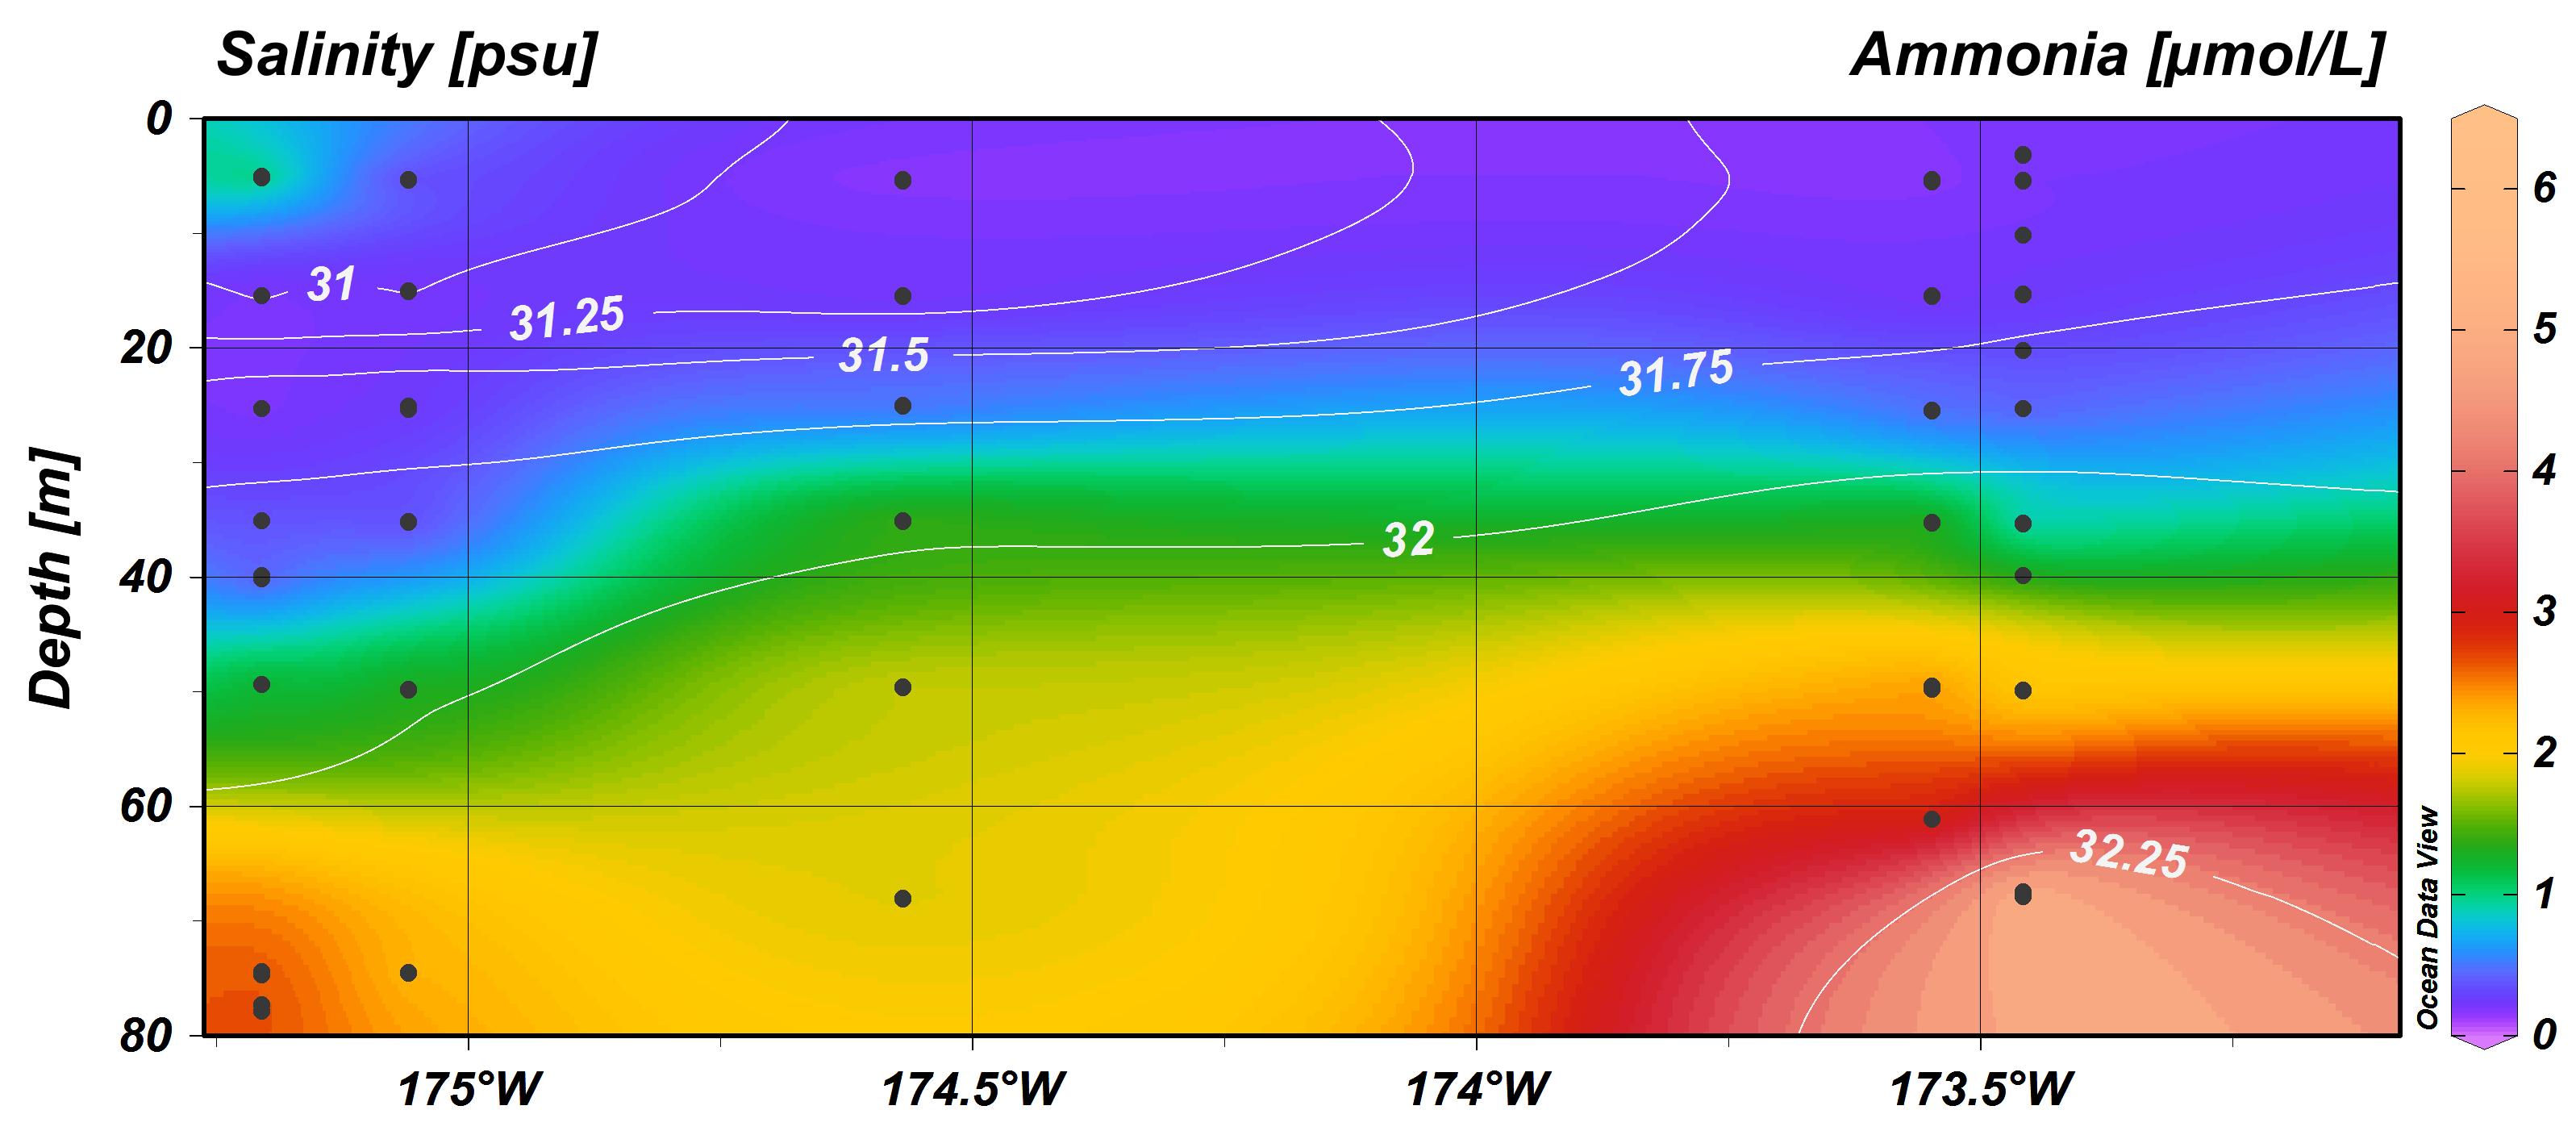 Salinity [psu]
Ammonia [µmol/L]
0
20
40
60
80
Depth [m]
31
31.25
31.5
31.75
32
32.25
175°W
174.5°W
174°W
173.5°W
6
5
4
3
2
1
0
Ocean Data View